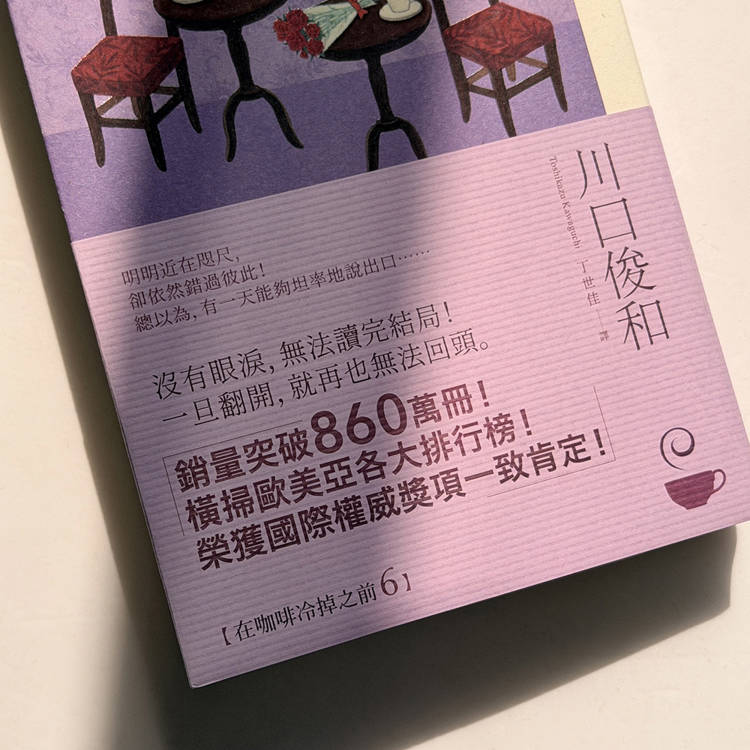 川口俊和
Toshikazu Kawaguchi
丁世佳——譯
明明近在咫尺,
卻依然錯過彼此!
總以為,有一天能夠坦率地說出口……
沒有眼淚,無法讀完結局!
一旦翻開,就再也無法回頭。
銷量突破860萬冊!
橫掃歐美亞各大排行榜!
榮獲國際權威獎項一致肯定!
【在咖啡冷掉之前6】